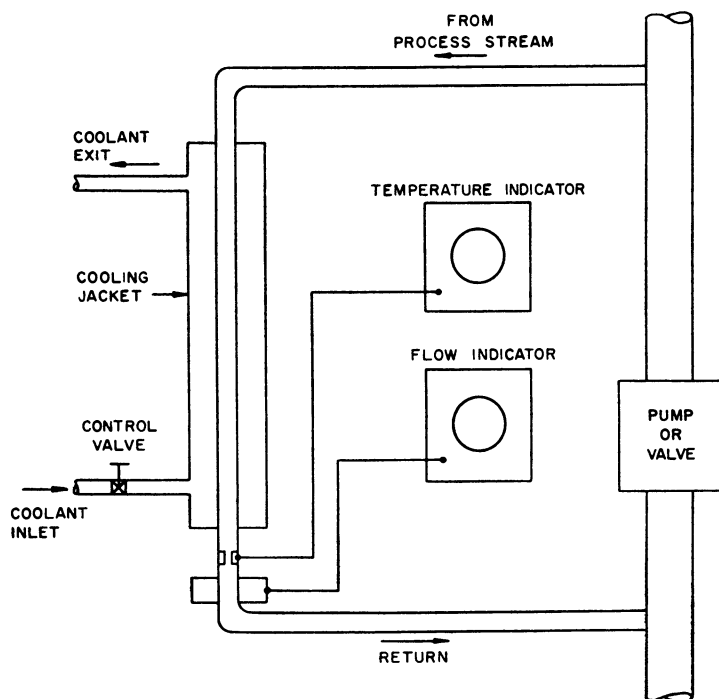 FROM
PROCESS STREAM
COOLANT
EXIT
TEMPERATURE INDICATOR
COOLING
JACKET
FLOW INDICATOR
CONTROL
VALVE
PUMP
OR
VALVE
COOLANT
INLET
RETURN